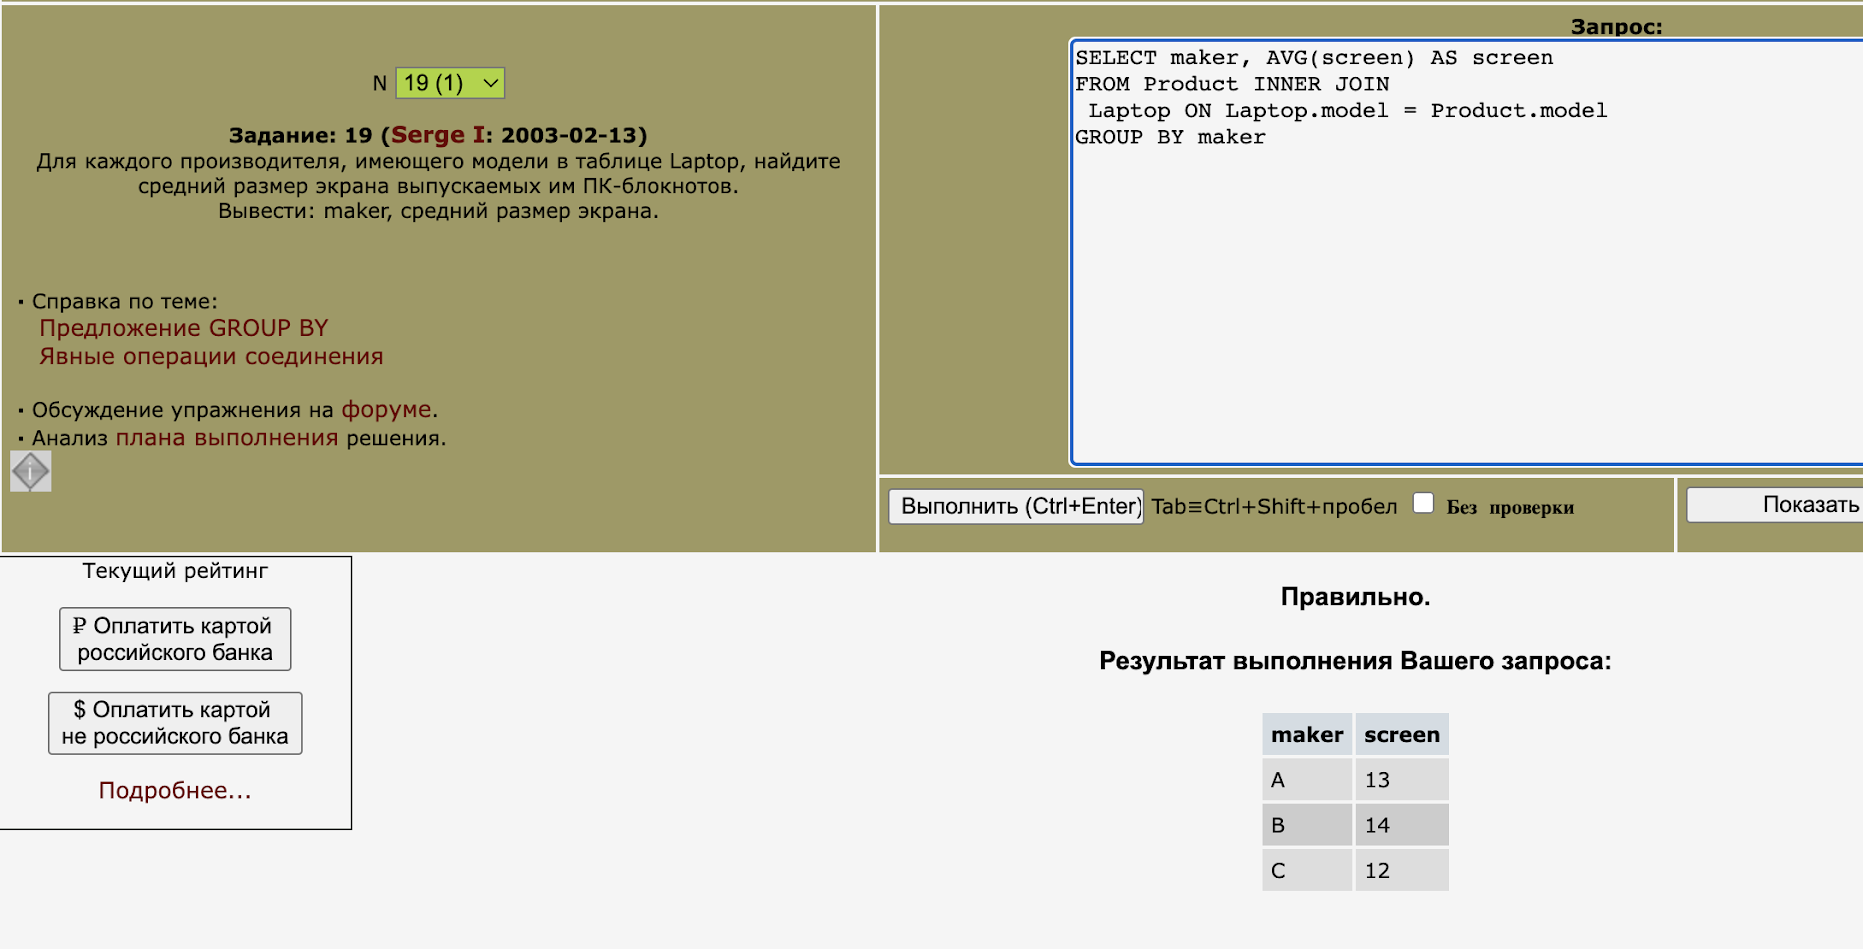 N 19 (1)
Задание: 19 (Serge I: 2003-02-13)
Для каждого производителя, имеющего модели в таблице Laptop, найдите
средний размер экрана выпускаемых им ПК-блокнотов.
Вывести: maker, средний размер экрана.
· Справка по теме:
Предложение GROUP BY
Явные операции соединения
· Обсуждение упражнения на форуме.
· Анализ плана выполнения решения.
i
Запрос:
SELECT maker, AVG(screen) AS screen
FROM Product INNER JOIN
 Laptop ON Laptop.model = Product.model
GROUP BY maker
Выполнить (Ctrl+Enter) Tab≡Ctrl+Shift+пробел Без проверки
Показать
Текущий рейтинг
₽ Оплатить картой
российского банка
$ Оплатить картой
не российского банка
Подробнее...
Правильно.
Результат выполнения Вашего запроса:
maker screen
A 13
B 14
C 12